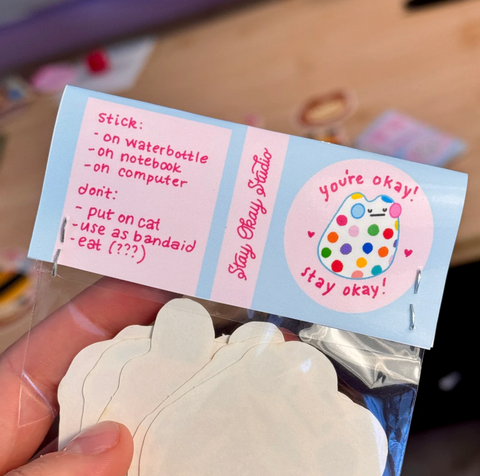 stick:
- on waterbottle
- on notebook
- on computer
don't:
- put on cat
- use as bandaid
- eat (???)
Stay Okay Studio
you're okay!
stay okay!